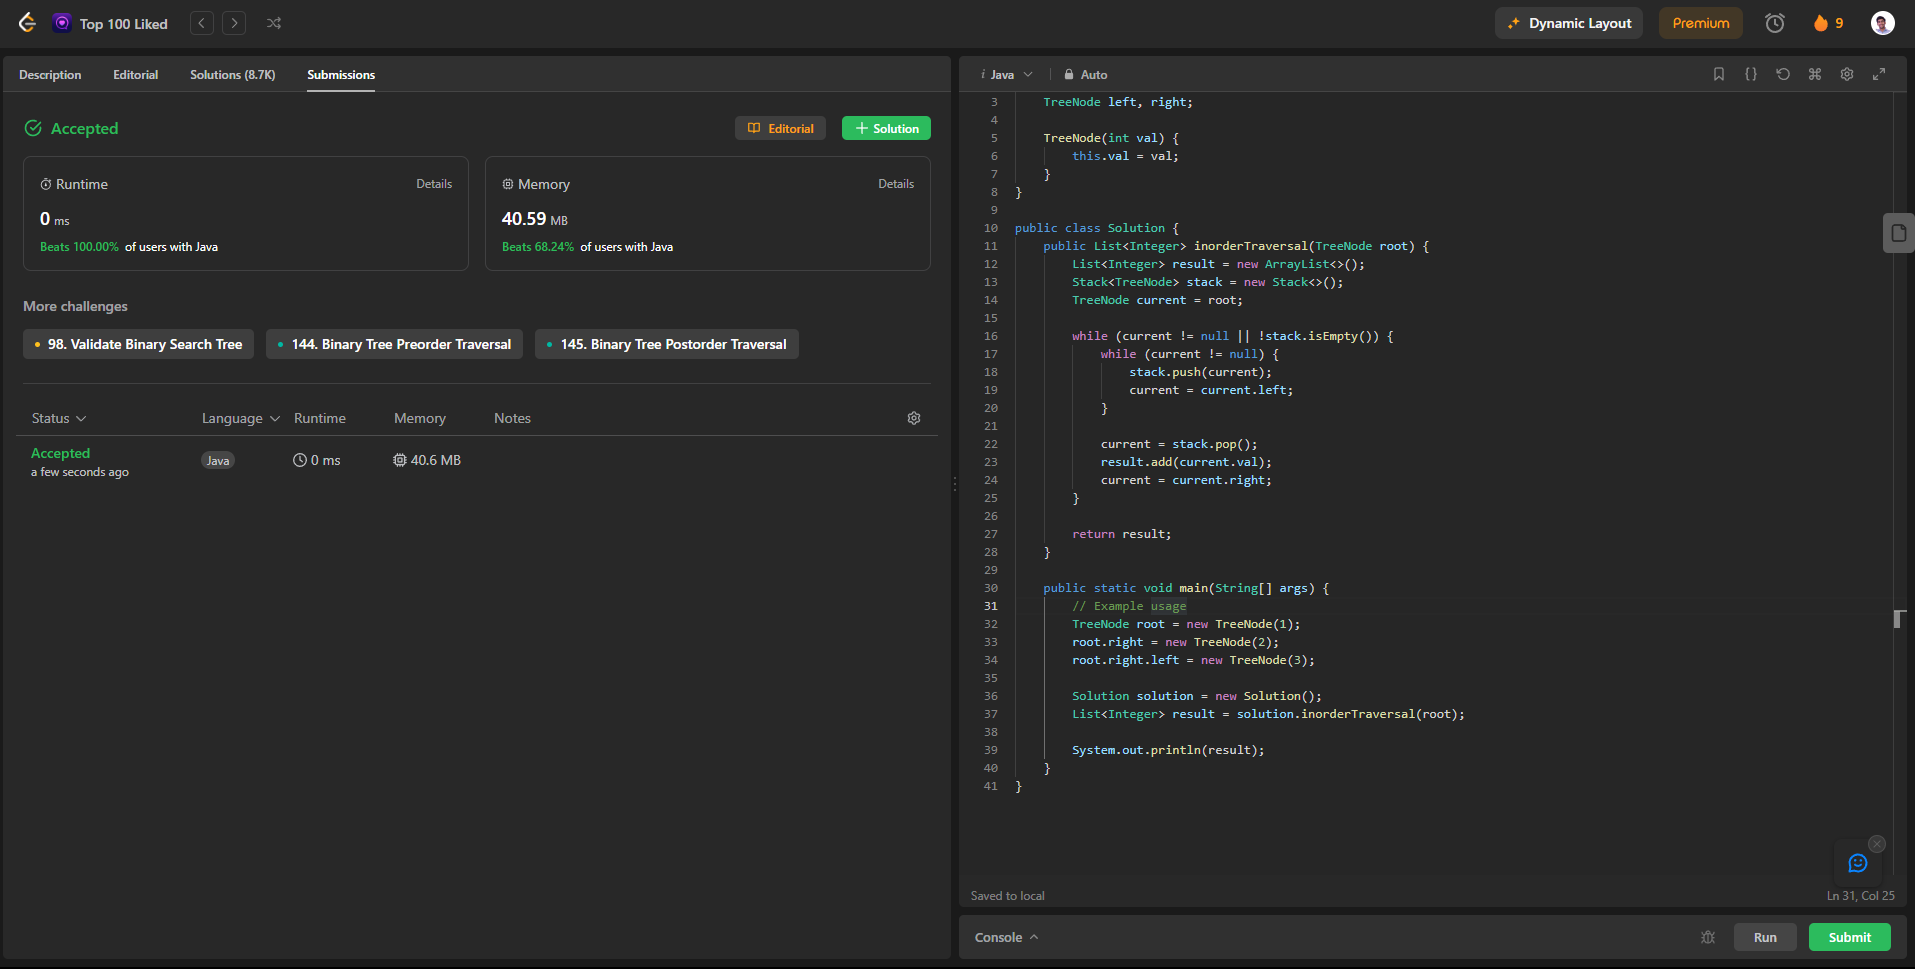 Top 100 Liked
Dynamic Layout
Premium
9
Description Editorial Solutions (8.7K) Submissions
Accepted
Editorial
Solution
Runtime Details
0 ms
Beats 100.00% of users with Java
Memory Details
40.59 MB
Beats 68.24% of users with Java
More challenges
98. Validate Binary Search Tree
144. Binary Tree Preorder Traversal
145. Binary Tree Postorder Traversal
Status Language Runtime Memory Notes
Accepted
a few seconds ago
Java 0 ms 40.6 MB
i Java Auto
3 TreeNode left, right;
4
5 TreeNode(int val) {
6 this.val = val;
7 }
8 }
9
10 public class Solution {
11 public List<Integer> inorderTraversal(TreeNode root) {
12 List<Integer> result = new ArrayList<>();
13 Stack<TreeNode> stack = new Stack<>();
14 TreeNode current = root;
15
16 while (current != null || !stack.isEmpty()) {
17 while (current != null) {
18 stack.push(current);
19 current = current.left;
20 }
21
22 current = stack.pop();
23 result.add(current.val);
24 current = current.right;
25 }
26
27 return result;
28 }
29
30 public static void main(String[] args) {
31 // Example usage
32 TreeNode root = new TreeNode(1);
33 root.right = new TreeNode(2);
34 root.right.left = new TreeNode(3);
35
36 Solution solution = new Solution();
37 List<Integer> result = solution.inorderTraversal(root);
38
39 System.out.println(result);
40 }
41 }
Saved to local
Ln 31, Col 25
Console
Run
Submit